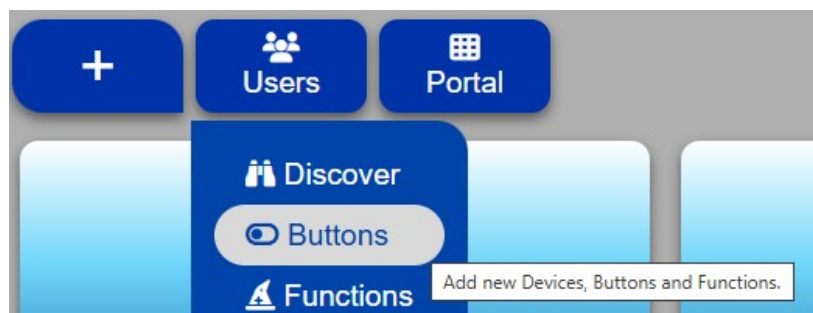 +
Users
Portal
Discover
Buttons
Add new Devices, Buttons and Functions.
Functions